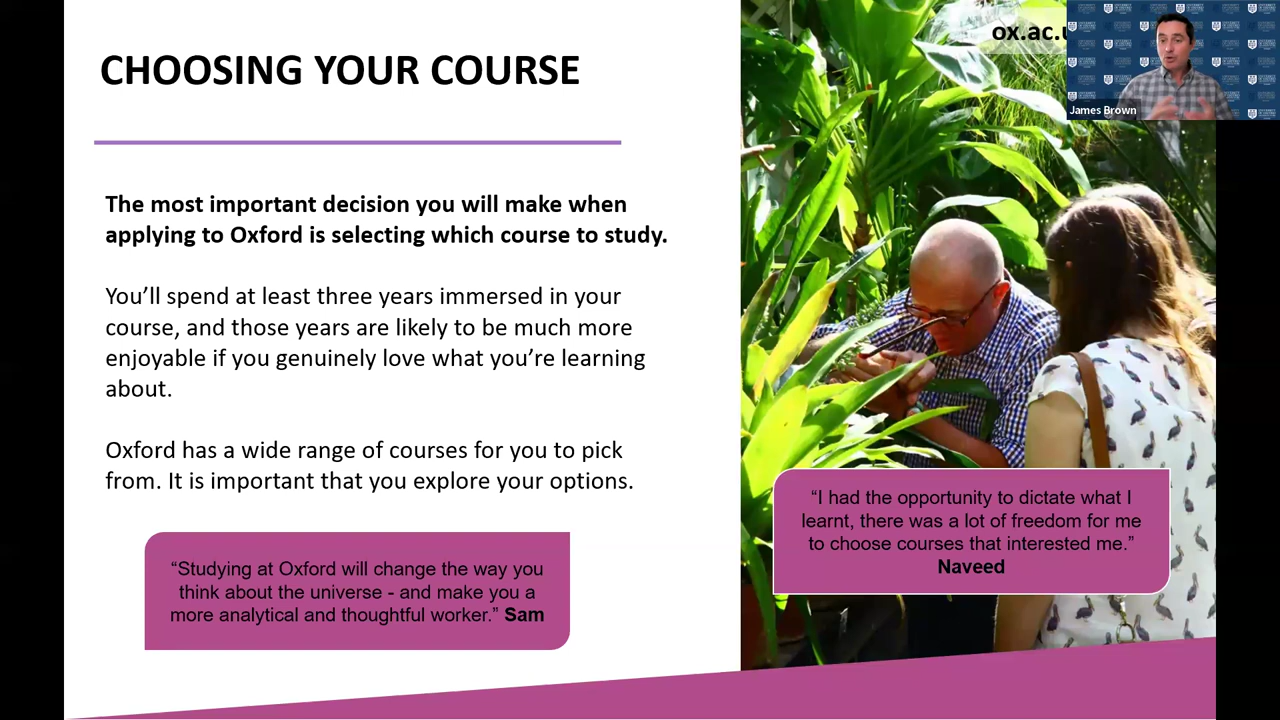 CHOOSING YOUR COURSE
The most important decision you will make when
applying to Oxford is selecting which course to study.
You’ll spend at least three years immersed in your
course, and those years are likely to be much more
enjoyable if you genuinely love what you’re learning
about.
Oxford has a wide range of courses for you to pick
from. It is important that you explore your options.
“Studying at Oxford will change the way you
think about the universe - and make you a
more analytical and thoughtful worker.” Sam
ox.ac.u
James Brown
“I had the opportunity to dictate what I
learnt, there was a lot of freedom for me
to choose courses that interested me.”
Naveed